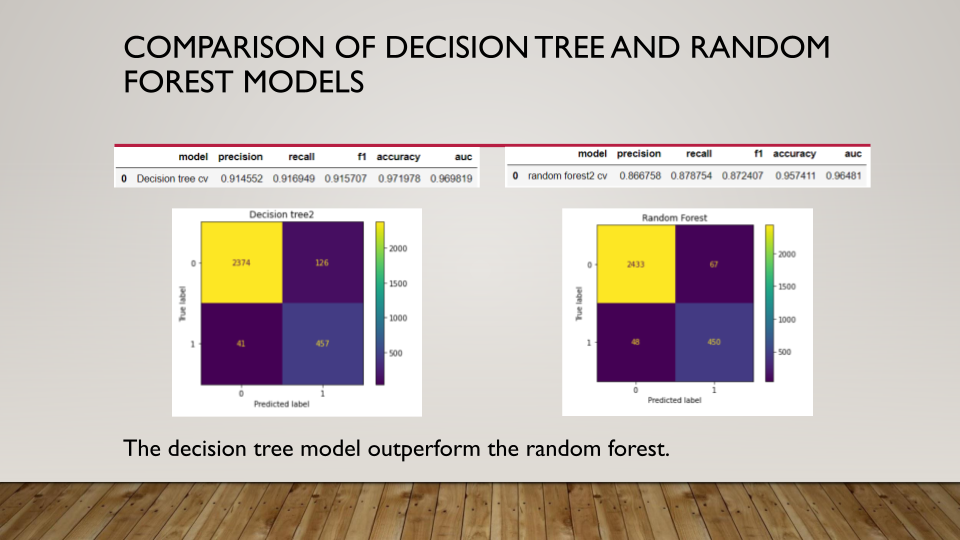 COMPARISON OF DECISION TREE AND RANDOM
FOREST MODELS
model precision recall f1 accuracy auc
0 Decision tree cv 0.914552 0.916949 0.915707 0.971978 0.969819
model precision recall f1 accuracy auc
0 random forest2 cv 0.866758 0.878754 0.872407 0.957411 0.96481
Decision tree2
0
2374 126
1
41 457
0 1
True label
Predicted label
2000
1500
1000
500
Random Forest
0
2433 67
1
48 450
0 1
True label
Predicted label
2000
1500
1000
500
The decision tree model outperform the random forest.